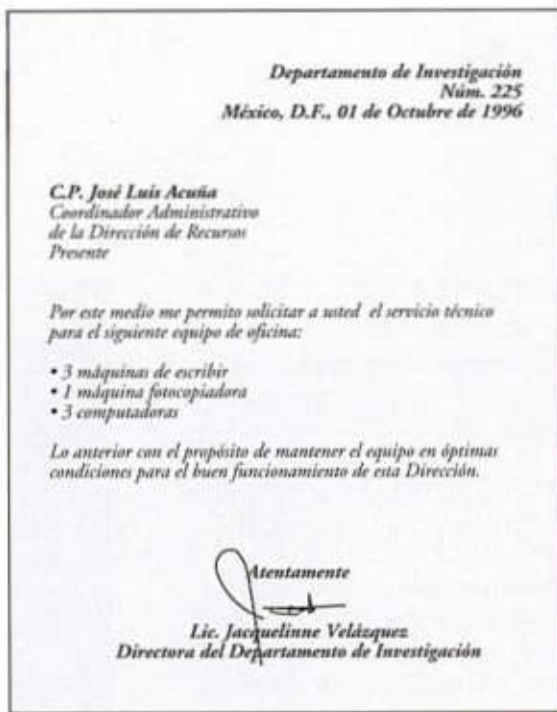 Departamento de Investigación
Núm. 225
México, D.F., 01 de Octubre de 1996
C.P. José Luis Acuña
Coordinador Administrativo
de la Dirección de Recursos
Presente
Por este medio me permito solicitar a usted el servicio técnico
para el siguiente equipo de oficina:
• 3 máquinas de escribir
• 1 máquina fotocopiadora
• 3 computadoras
Lo anterior con el propósito de mantener el equipo en óptimas
condiciones para el buen funcionamiento de esta Dirección.
Atentamente
Lic. Jacquelinne Velázquez
Directora del Departamento de Investigación